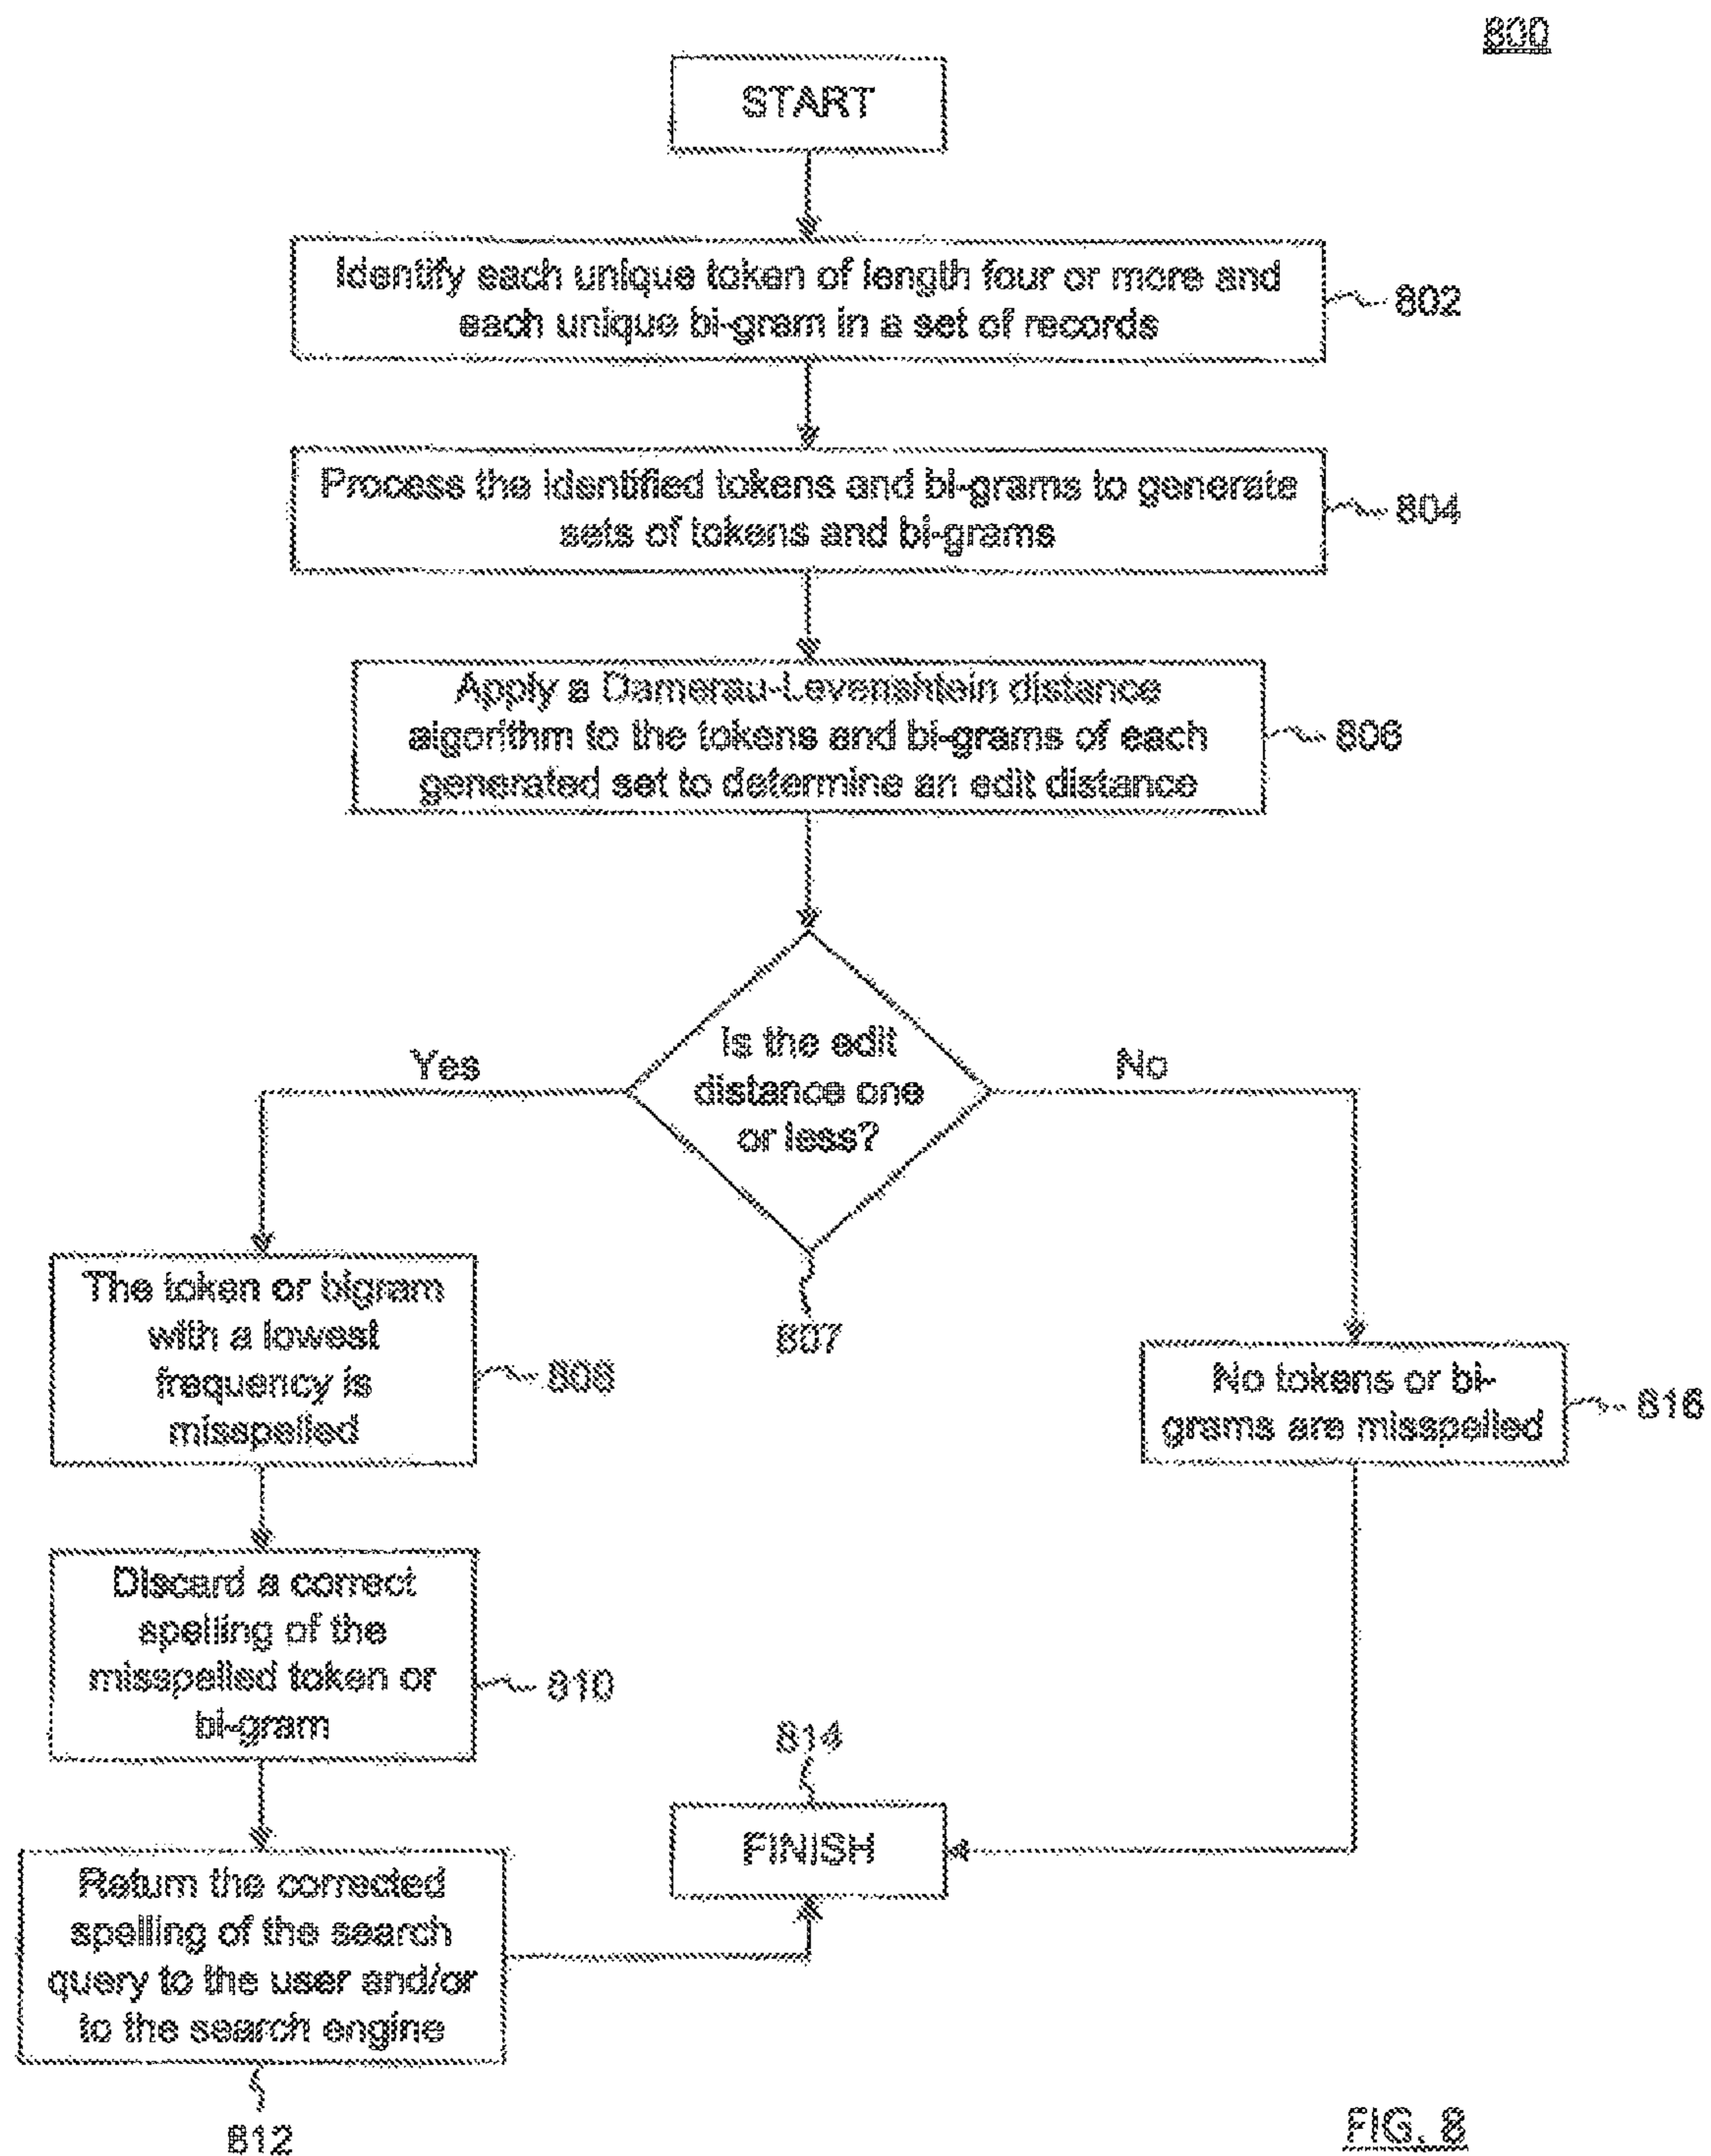 800
START
Identify each unique token of length four or more and
each unique bi-gram in a set of records
802
Process the identified tokens and bi-grams to generate
sets of tokens and bi-grams
804
Apply a Damerau-Levenshtein distance
algorithm to the tokens and bi-grams of each
generated set to determine an edit distance
806
Is the edit
distance one
or less?
Yes
No
807
The token or bigram
with a lowest
frequency is
misspelled
808
No tokens or bi-
grams are misspelled
816
Discard a correct
spelling of the
misspelled token or
bi-gram
810
814
FINISH
Return the corrected
spelling of the search
query to the user and/or
to the search engine
812
FIG. 8